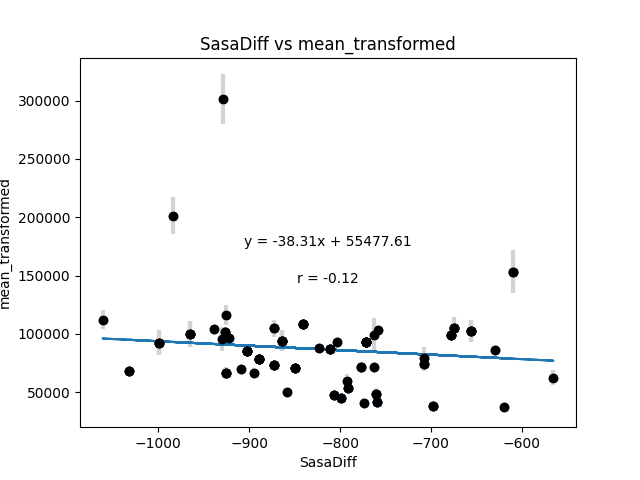 SasaDiff vs mean_transformed
300000
250000
200000
150000
100000
50000
mean_transformed
y = -38.31x + 55477.61
r = -0.12
−1000
−900
−800
−700
−600
SasaDiff